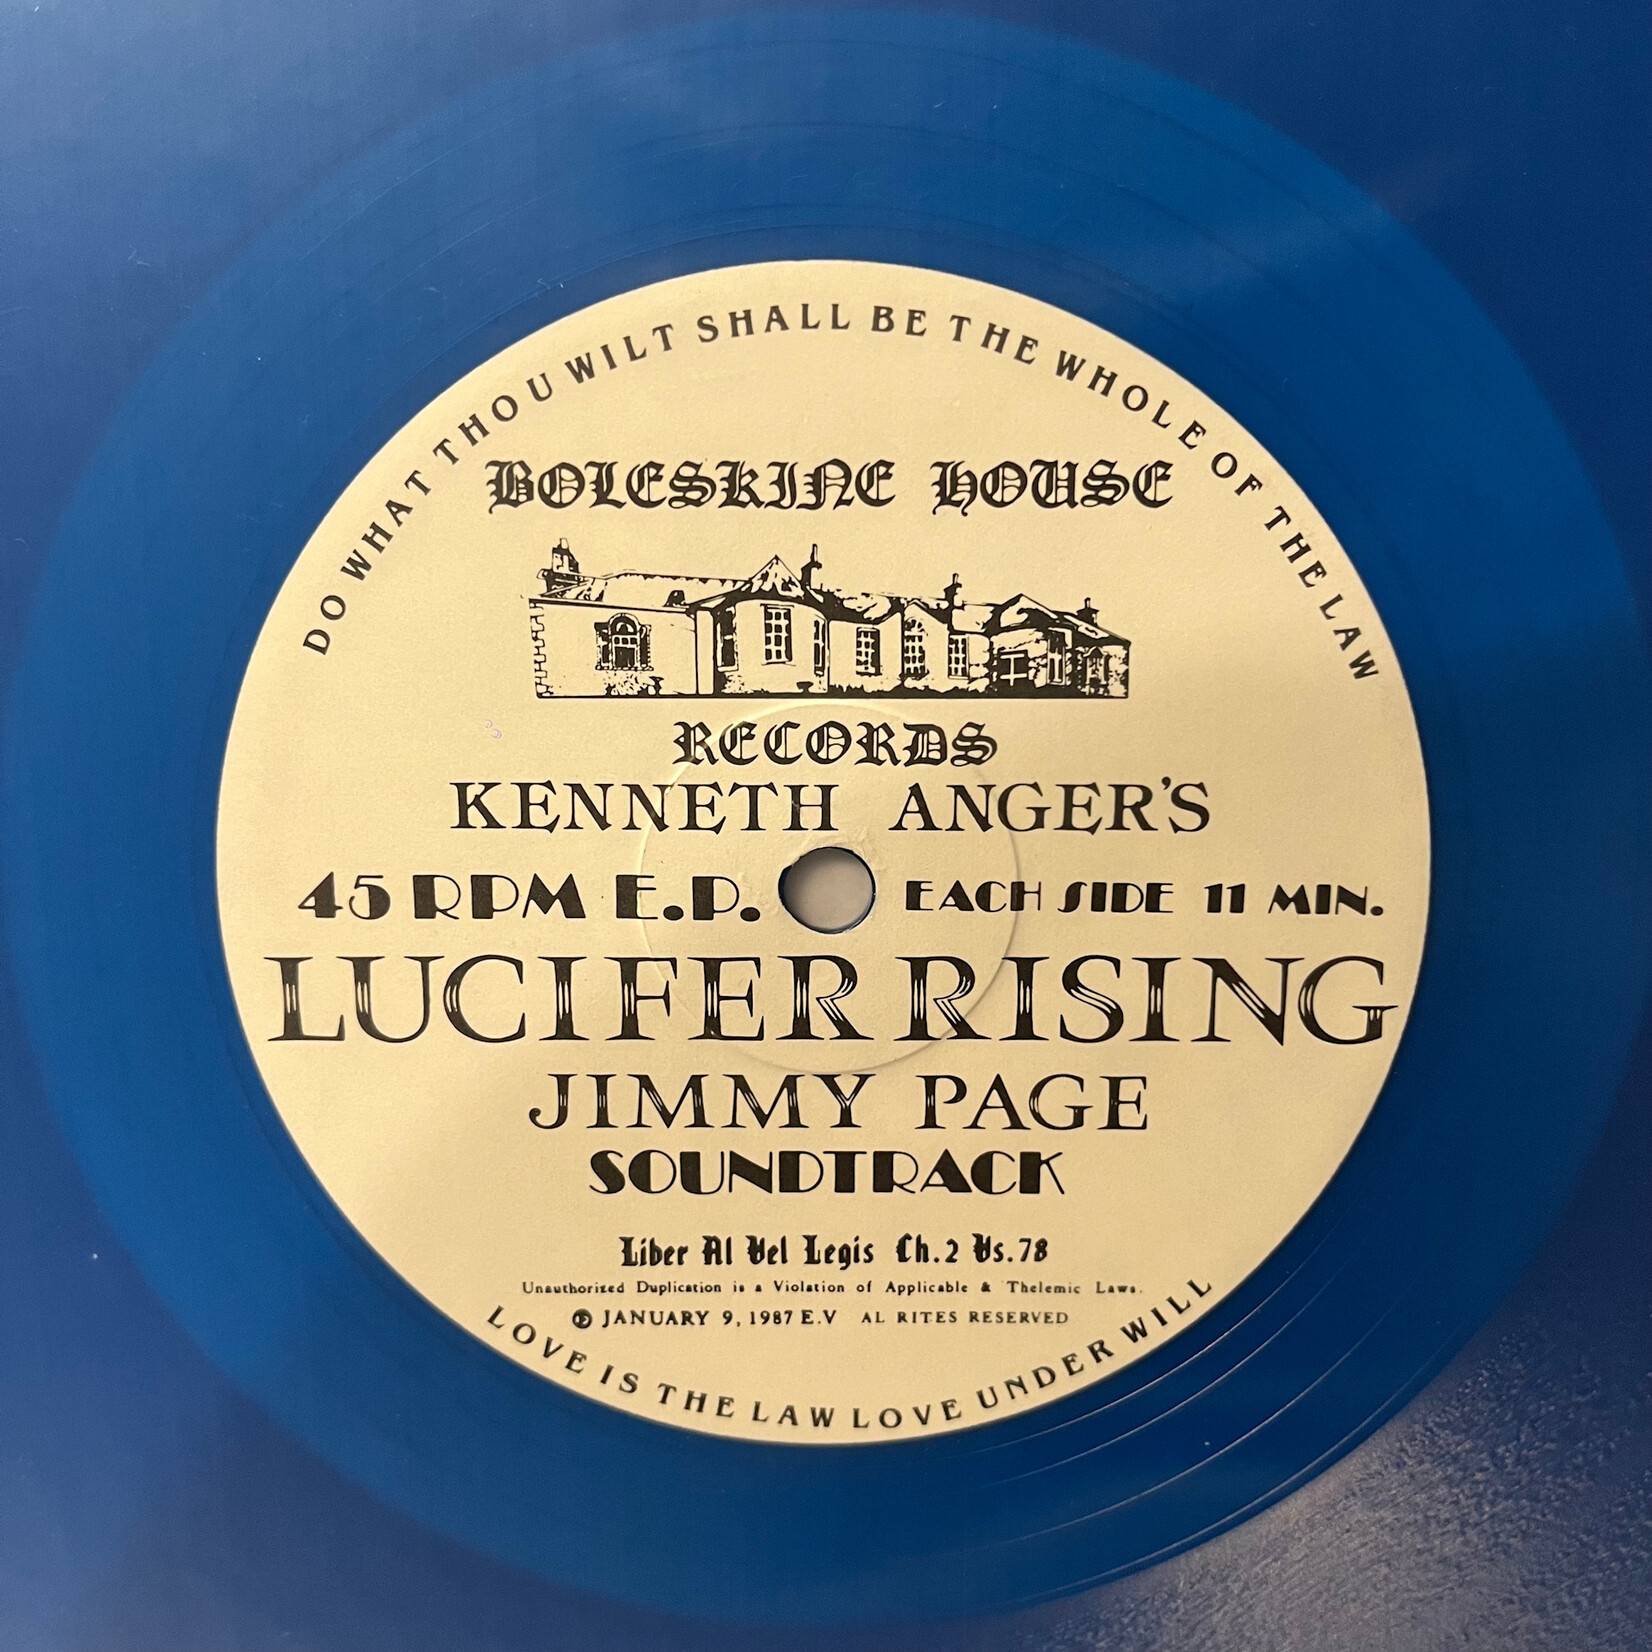 DO WHAT THOU WILT SHALL BE THE WHOLE OF THE LAW
BOLESKINE HOUSE
RECORDS
KENNETH ANGER'S
45 RPM E.P. EACH SIDE 11 MIN.
LUCIFER RISING
JIMMY PAGE
SOUNDTRACK
Liber Al Vel Legis Ch.2 Vs.78
Unauthorized Duplication is a Violation of Applicable & Thelemic Laws.
℗ JANUARY 9, 1987 E.V AL RITES RESERVED
LOVE IS THE LAW LOVE UNDER WILL